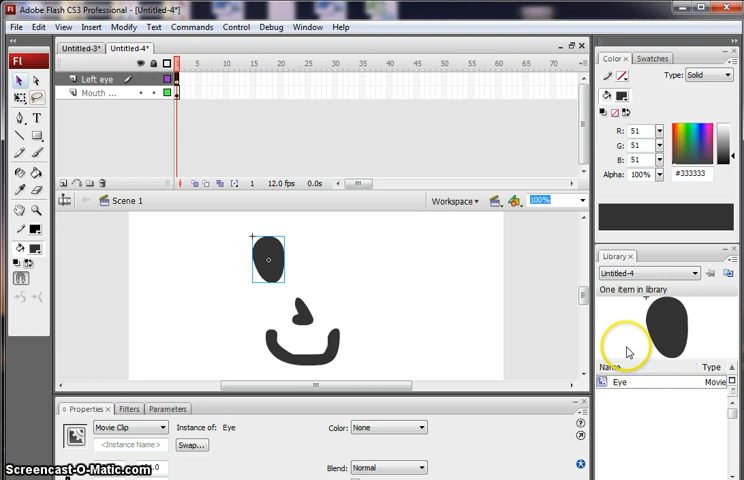 Adobe Flash CS3 Professional - [Untitled-4*]
File Edit View Insert Modify Text Commands Control Debug Window Help
Untitled-3* Untitled-4*
5 10 15 20 25 30 35 40 45 50 55 60 65 70
Left eye
Mouth ...
1 12.0 fps 0.0s
Scene 1
Workspace 100%
Properties Filters Parameters
Movie Clip Instance of: Eye Color: None
<Instance Name> Swap...
Blend: Normal
Color Swatches
Type: Solid
R: 51
G: 51
B: 51
Alpha: 100% #333333
Library
Untitled-4
One item in library
Name Type
Eye Movie
Screencast-O-Matic.com